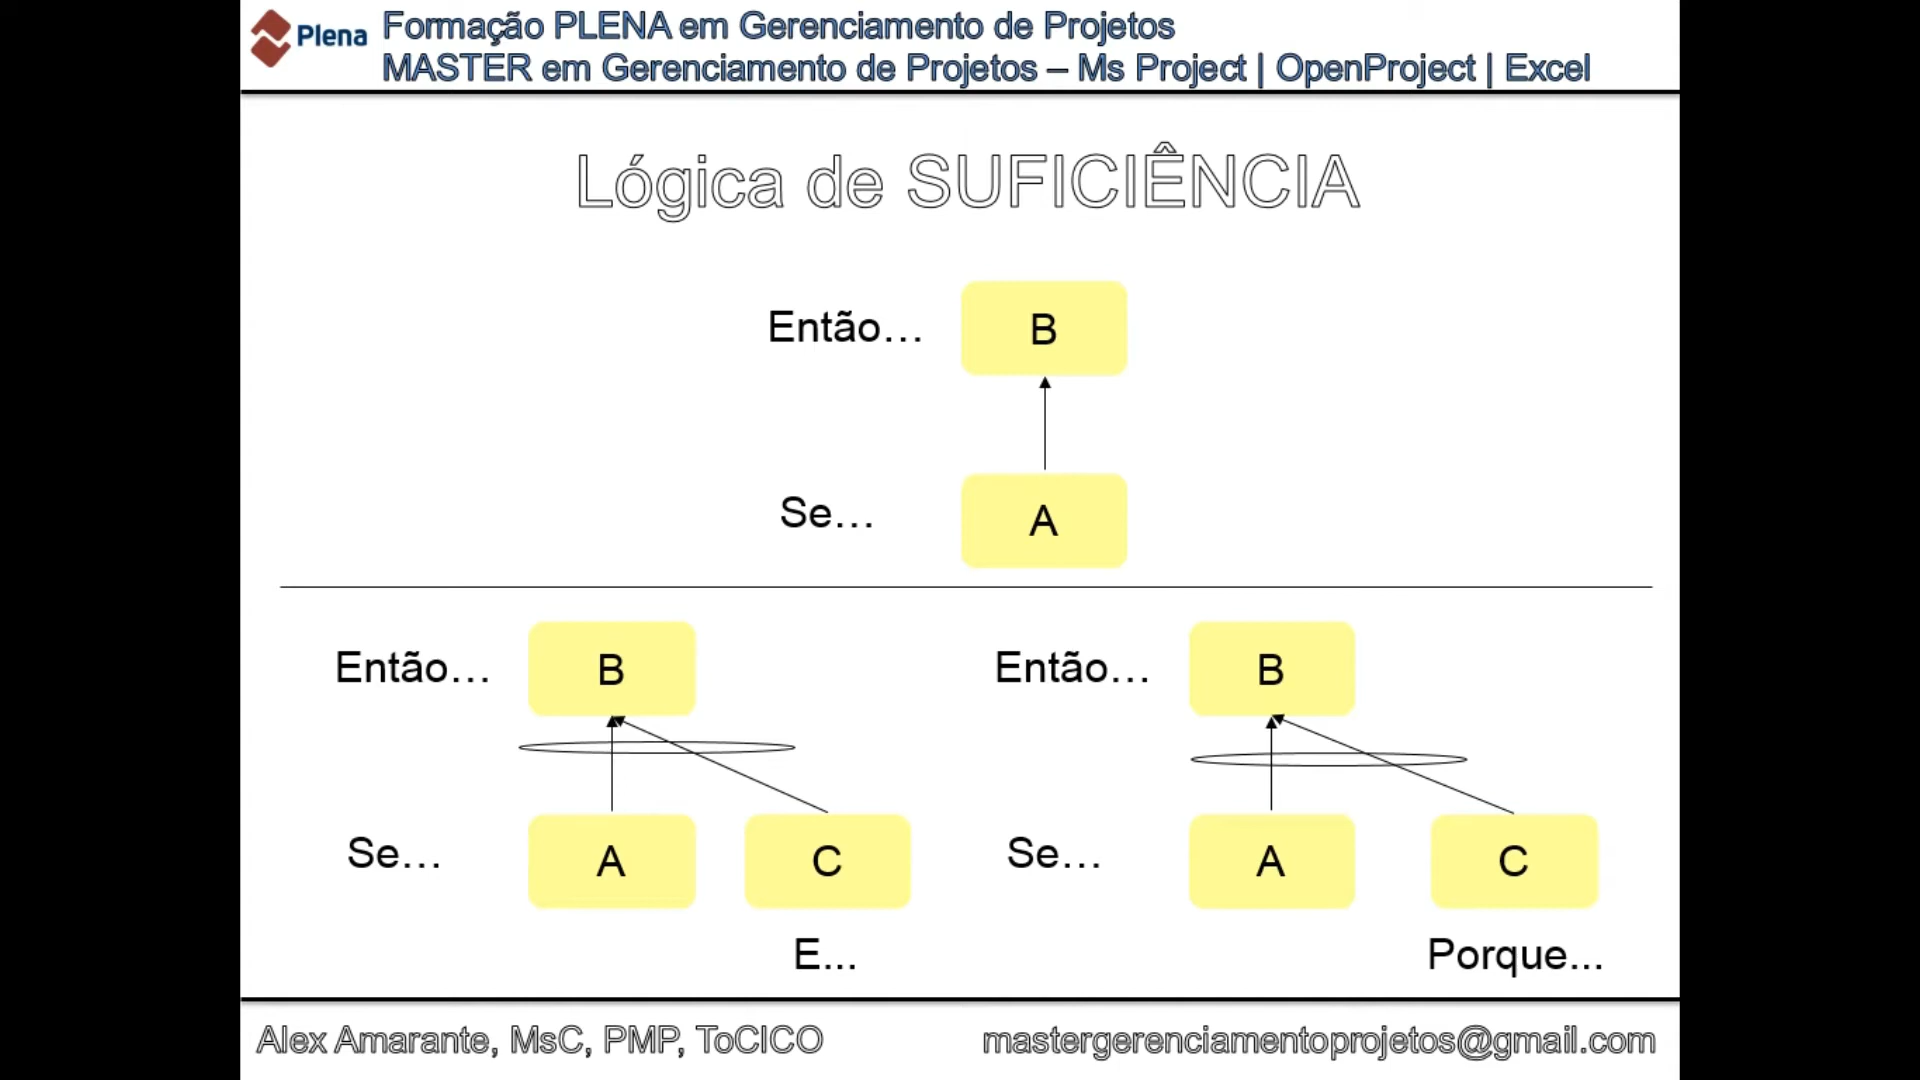 Plena
Formação PLENA em Gerenciamento de Projetos
MASTER em Gerenciamento de Projetos – Ms Project | OpenProject | Excel
Lógica de SUFICIÊNCIA
Então… B
Se… A
Então… B
Se… A C
E...
Então… B
Se… A C
Porque...
Alex Amarante, MsC, PMP, ToCICO
mastergerenciamentoprojetos@gmail.com